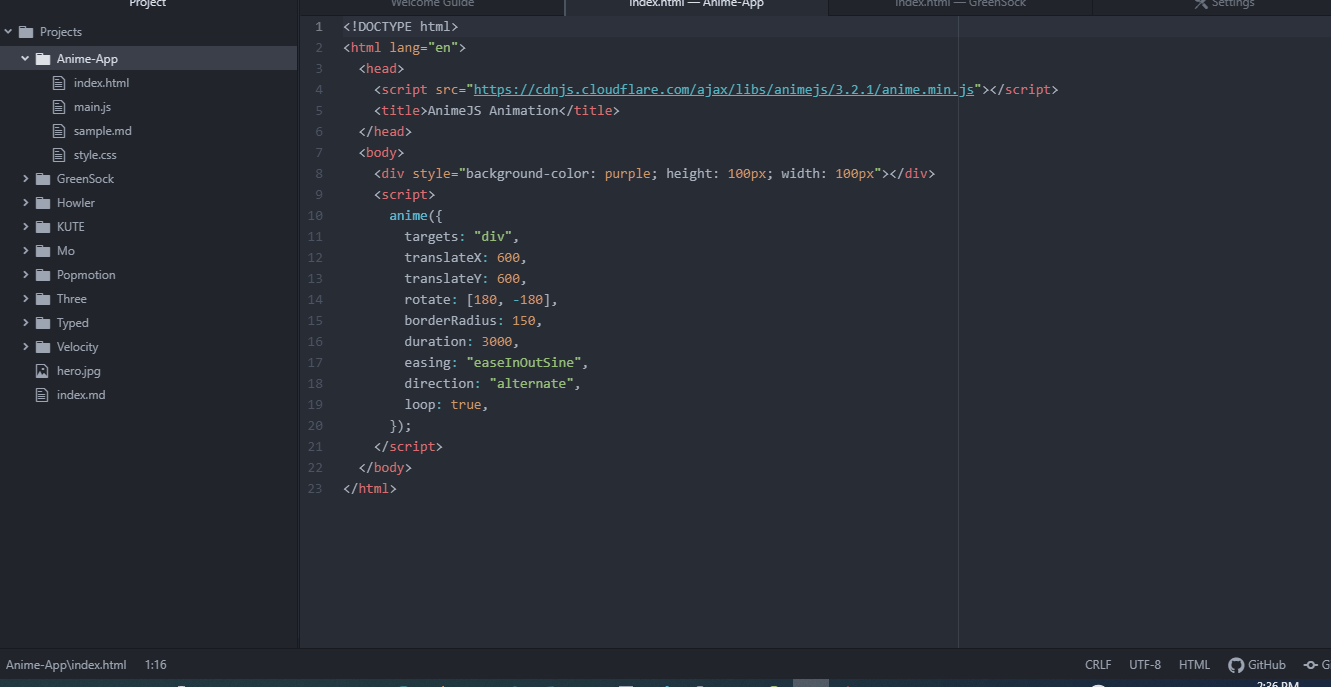 Project
Welcome Guide
index.html — Anime-App
index.html — GreenSock
Settings
Projects
Anime-App
index.html
main.js
sample.md
style.css
GreenSock
Howler
KUTE
Mo
Popmotion
Three
Typed
Velocity
hero.jpg
index.md
1 <!DOCTYPE html>
2 <html lang="en">
3 <head>
4 <script src="https://cdnjs.cloudflare.com/ajax/libs/animejs/3.2.1/anime.min.js"></script>
5 <title>AnimeJS Animation</title>
6 </head>
7 <body>
8 <div style="background-color: purple; height: 100px; width: 100px"></div>
9 <script>
10 anime({
11 targets: "div",
12 translateX: 600,
13 translateY: 600,
14 rotate: [180, -180],
15 borderRadius: 150,
16 duration: 3000,
17 easing: "easeInOutSine",
18 direction: "alternate",
19 loop: true,
20 });
21 </script>
22 </body>
23 </html>
Anime-App\index.html 1:16 CRLF UTF-8 HTML GitHub G
2:36 PM